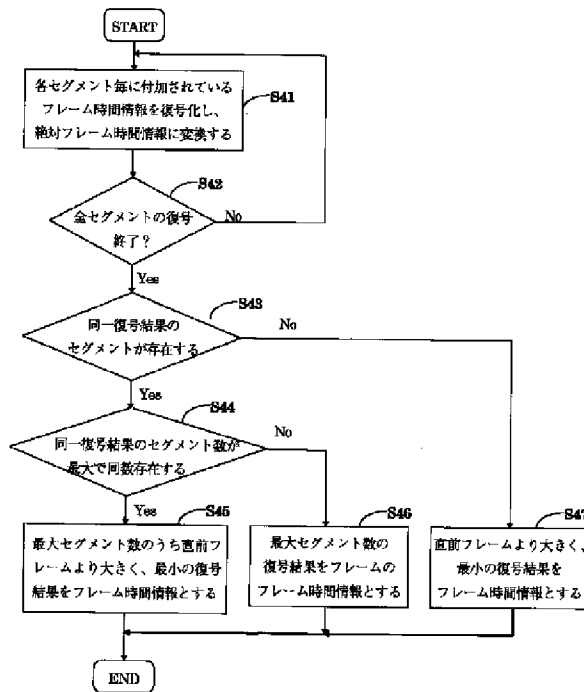 START
各セグメント毎に付加されている
フレーム時間情報を復号化し、
絶対フレーム時間情報に変換する
S41
S42
全セグメントの復号
終了？
No
Yes
S43
同一復号結果の
セグメントが存在する
No
Yes
S44
同一復号結果のセグメント数が
最大で同数存在する
No
Yes
S45
最大セグメント数のうち直前フ
レームより大きく、最小の復号
結果をフレーム時間情報とする
S46
最大セグメント数の
復号結果をフレームの
フレーム時間情報とする
S47
直前フレームより大きく、
最小の復号結果を
フレーム時間情報とする
END